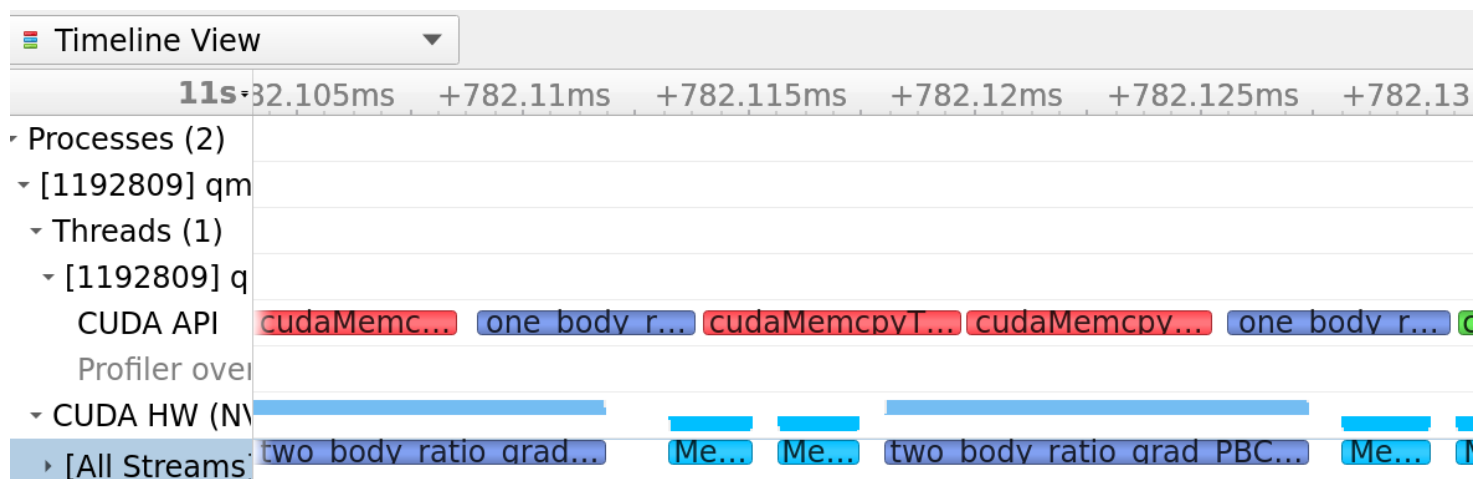 Timeline View
11s 82.105ms +782.11ms +782.115ms +782.12ms +782.125ms +782.13
Processes (2)
[1192809] qm
Threads (1)
[1192809] q
CUDA API cudaMemc... one_body_r... cudaMemcpyT... cudaMemcpy... one_body_r... c
Profiler over
CUDA HW (NV
[All Streams] two_body_ratio_grad... Me... Me... two_body_ratio_grad_PBC... Me...